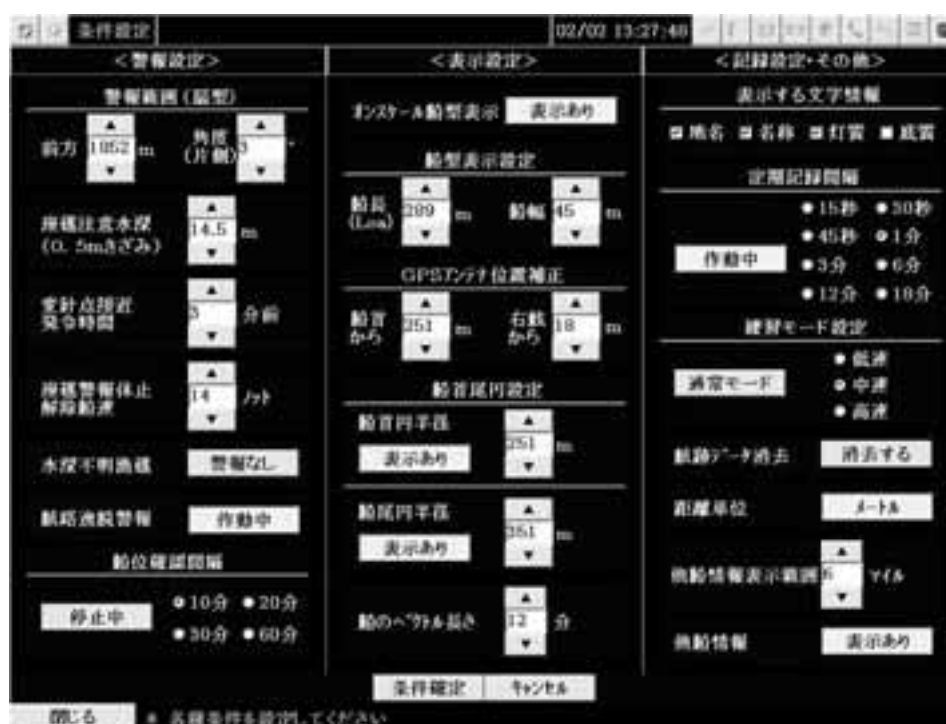 条件設定
02/02 13:27:48
<警報設定>
警報範囲(扇型)
前方 1852 m
角度(片側) 3 °
座礁注意水深 14.5 m
(0. 5mきざみ)
変針点接近
発令時間
分前
座礁警報休止 14 ノット
解除船速
水深不明漁礁 警報なし
航路逸脱警報 作動中
船位確認間隔
停止中
10分 20分
30分 60分
<表示設定>
オンスケール船型表示 表示あり
船型表示設定
船長(Loa) 289 m 船幅 45 m
GPSアンテナ位置補正
船首から 251 m 右舷から 18 m
船首尾円設定
船首円半径
表示あり 251 m
船尾円半径
表示あり 351 m
船のベクトル長さ 12 分
<記録設定・その他>
表示する文字情報
地名 名称 灯質 底質
定期記録間隔
15秒 30秒
45秒 1分
作動中
3分 6分
12分 18分
練習モード設定
低速
通常モード
中速
高速
航跡データ消去 消去する
距離単位 メートル
他船情報表示範囲 6 マイル
他船情報 表示あり
条件確定 キャンセル
閉じる * 各種条件を設定してください